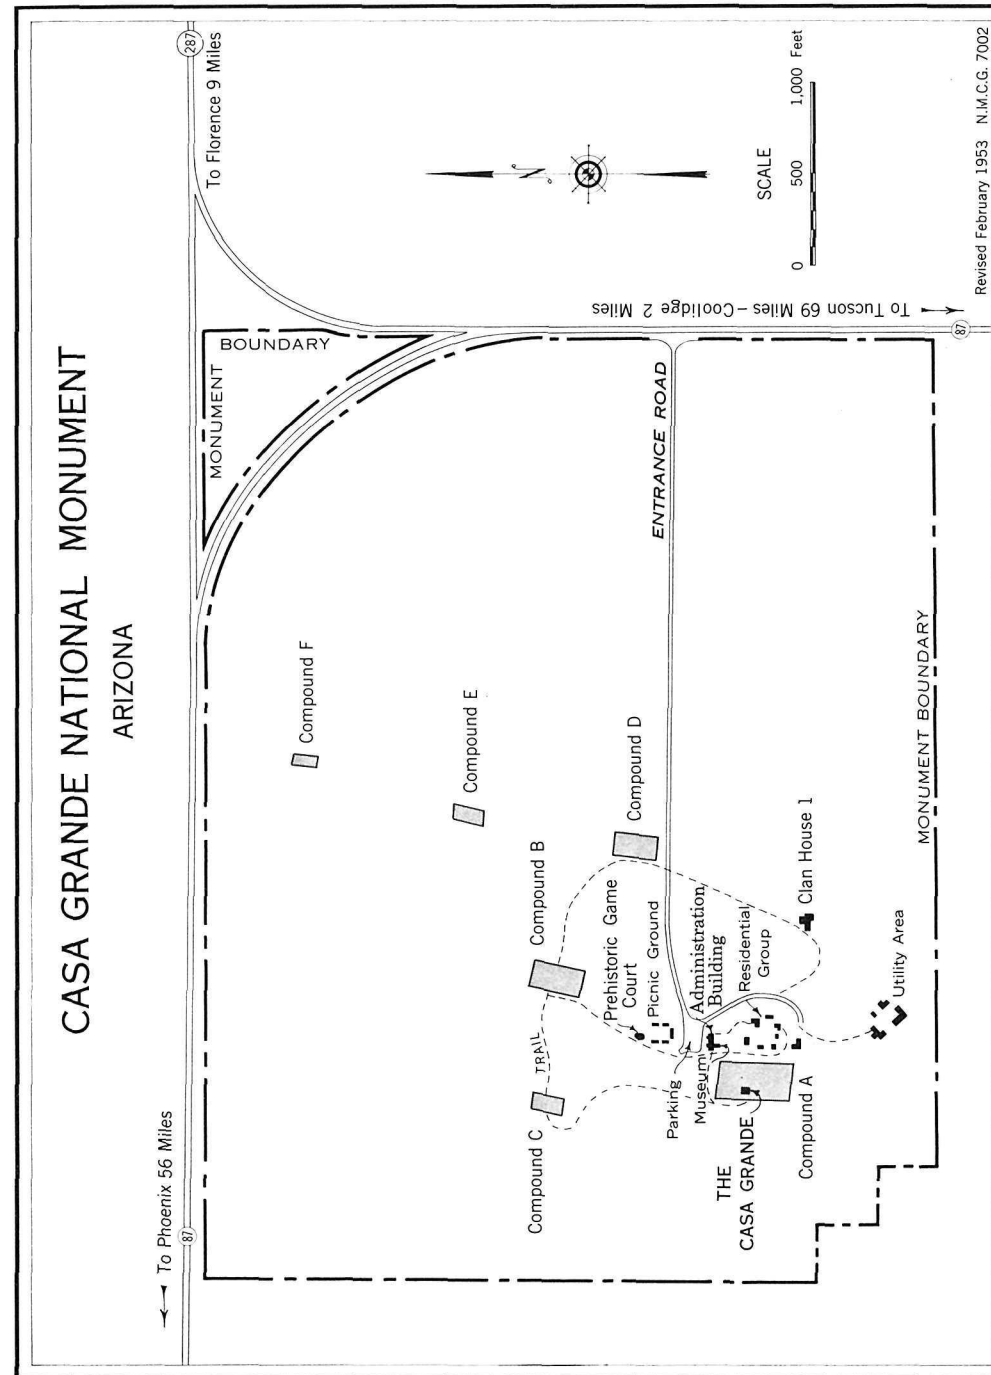 CASA GRANDE NATIONAL MONUMENT
ARIZONA
To Phoenix 56 Miles
87
287
To Florence 9 Miles
MONUMENT
BOUNDARY
Compound F
Compound E
Compound B
Compound C
TRAIL
Compound D
Prehistoric Game
Court
Picnic Ground
ENTRANCE ROAD
Parking
Museum
Administration
Building
Residential
Group
THE
CASA GRANDE
Compound A
Clan House 1
Utility Area
MONUMENT BOUNDARY
To Tucson 69 Miles–Coolidge 2 Miles
87
N
SCALE
0 500 1,000 Feet
Revised February 1953 N.M.C.G. 7002